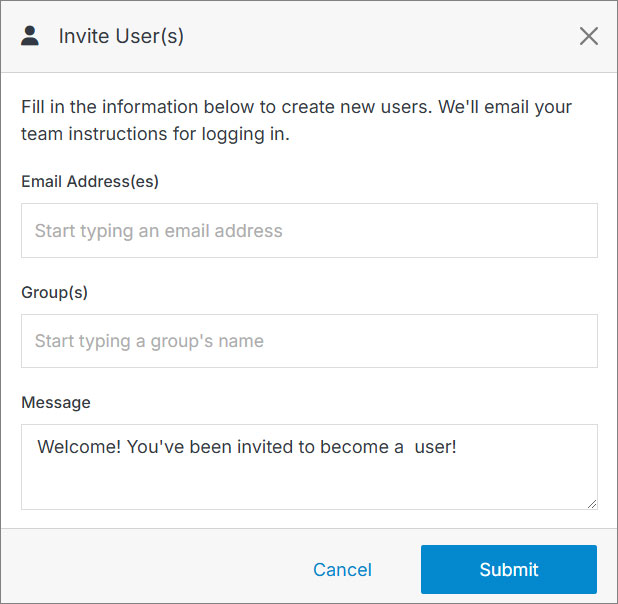 Invite User(s)
Fill in the information below to create new users. We'll email your
team instructions for logging in.
Email Address(es)
Start typing an email address
Group(s)
Start typing a group's name
Message
Welcome! You've been invited to become a  user!
Cancel
Submit